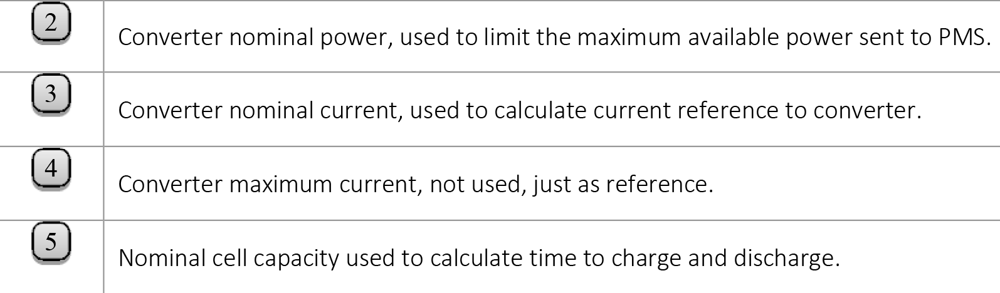 2
Converter nominal power, used to limit the maximum available power sent to PMS.
3
Converter nominal current, used to calculate current reference to converter.
4
Converter maximum current, not used, just as reference.
5
Nominal cell capacity used to calculate time to charge and discharge.